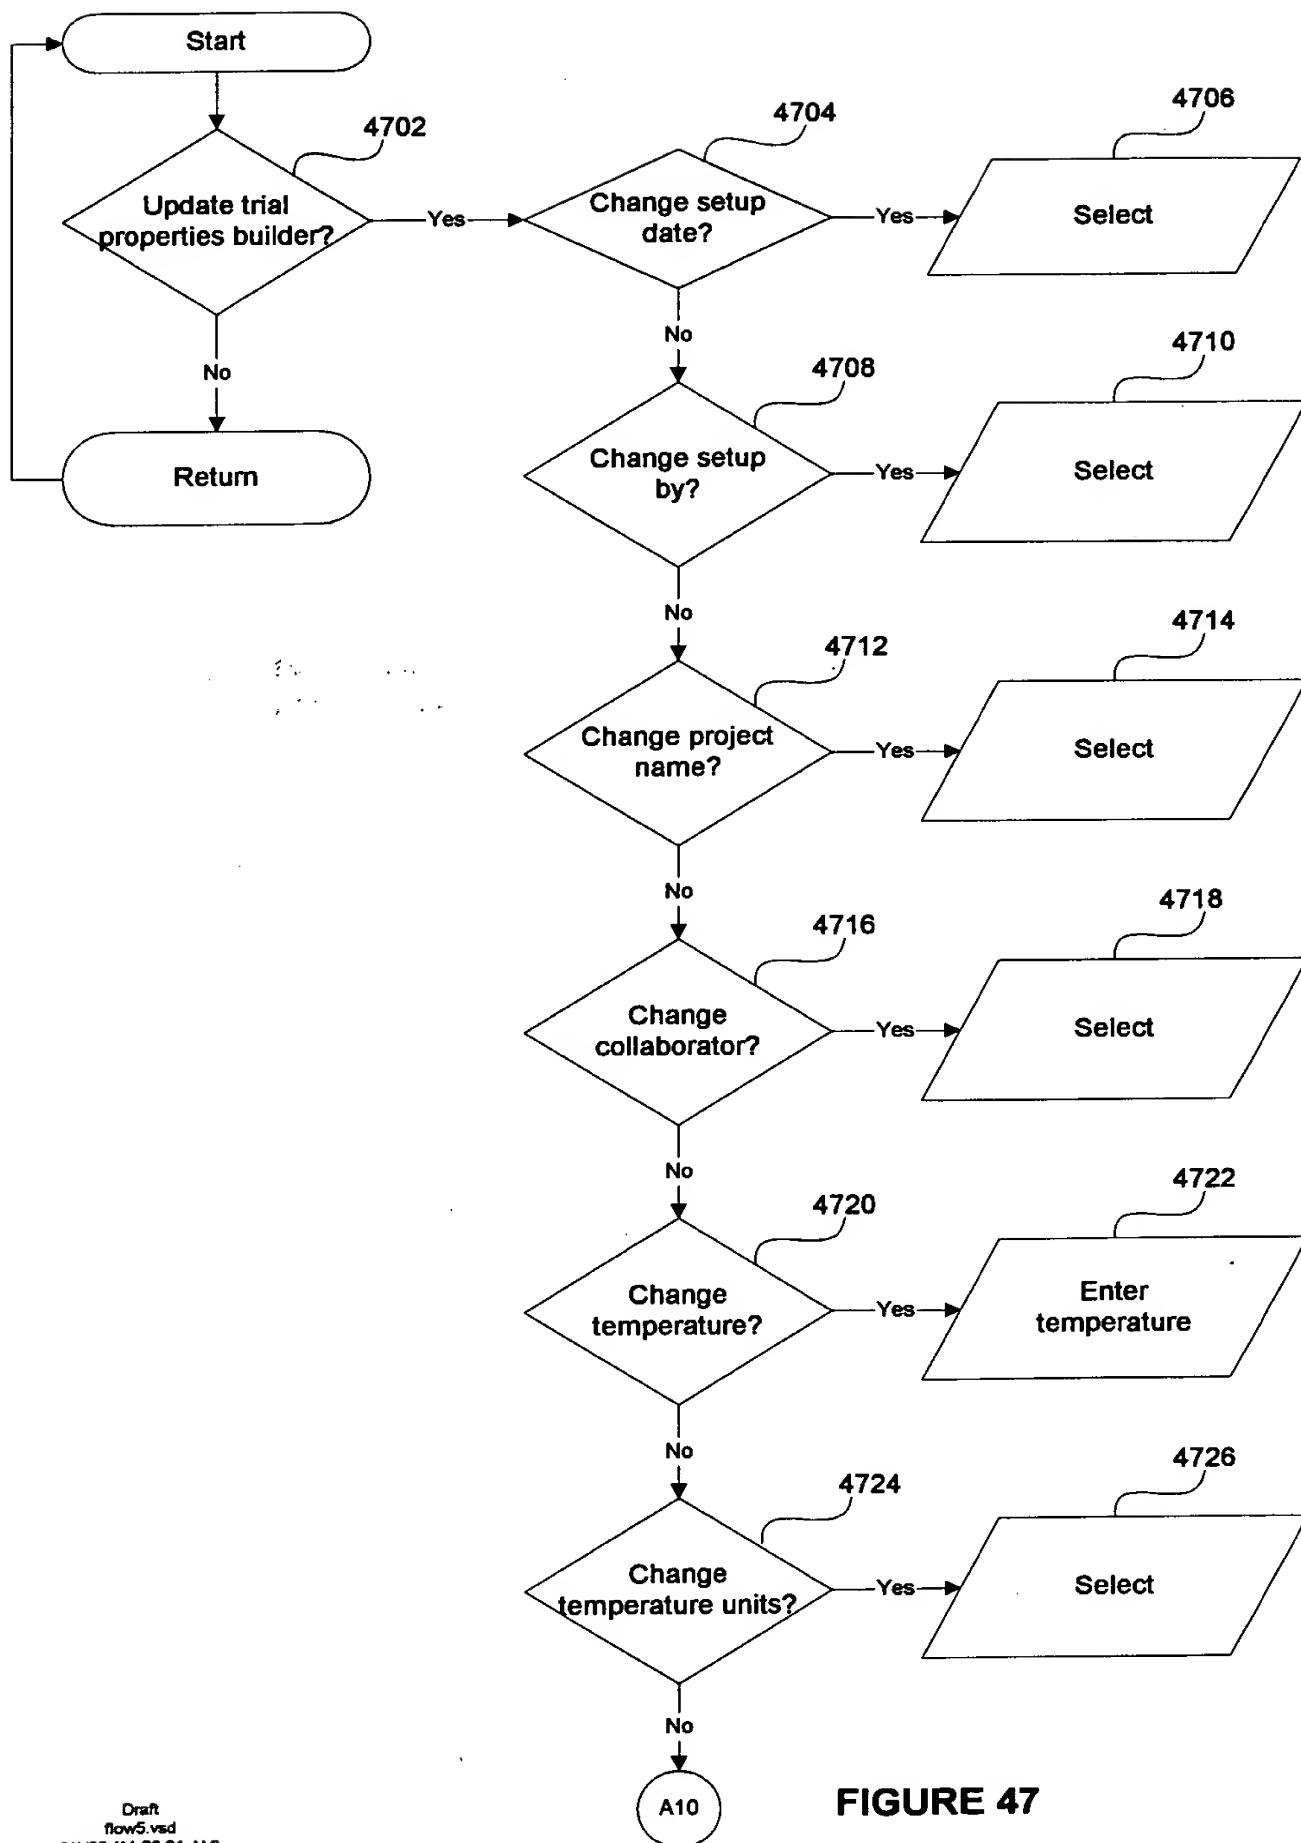 Start
4702
Update trial
properties builder?
Yes
No
Return
4704
Change setup
date?
Yes
4706
Select
No
4708
Change setup
by?
Yes
4710
Select
No
4712
Change project
name?
Yes
4714
Select
No
4716
Change
collaborator?
Yes
4718
Select
No
4720
Change
temperature?
Yes
4722
Enter
temperature
No
4724
Change
temperature units?
Yes
4726
Select
No
A10
FIGURE 47
Draft
flow5.vsd